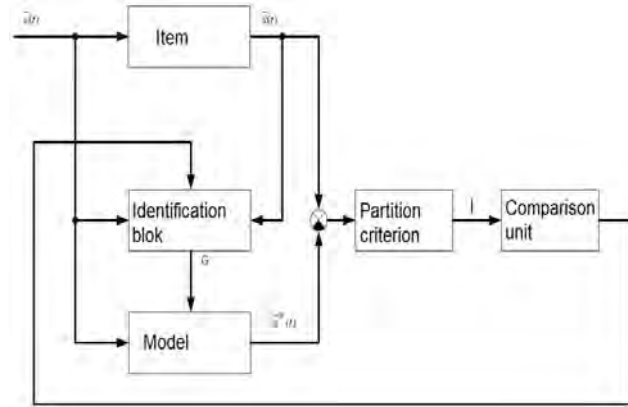 Item
Identification
blok
Partition
criterion
Comparison
unit
G
Model